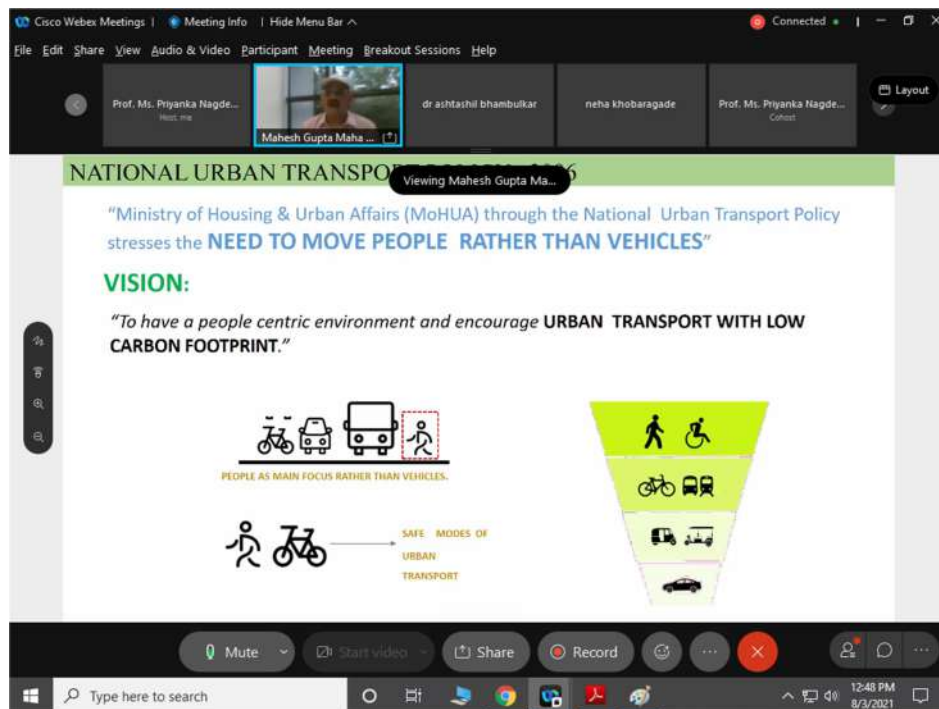 Cisco Webex Meetings | Meeting Info | Hide Menu Bar
Connected
File Edit Share View Audio & Video Participant Meeting Breakout Sessions Help
Prof. Ms. Priyanka Nagde...
Host, me
Mahesh Gupta Maha ...
dr ashtashil bhambulkar
neha khobaragade
Prof. Ms. Priyanka Nagde...
Cohost
Layout
NATIONAL URBAN TRANSPO
Viewing Mahesh Gupta Ma...
"Ministry of Housing & Urban Affairs (MoHUA) through the National Urban Transport Policy
stresses the NEED TO MOVE PEOPLE RATHER THAN VEHICLES"
VISION:
"To have a people centric environment and encourage URBAN TRANSPORT WITH LOW
CARBON FOOTPRINT."
PEOPLE AS MAIN FOCUS RATHER THAN VEHICLES.
SAFE MODES OF
URBAN
TRANSPORT
Mute
Start video
Share
Record
Type here to search
12:48 PM
8/3/2021